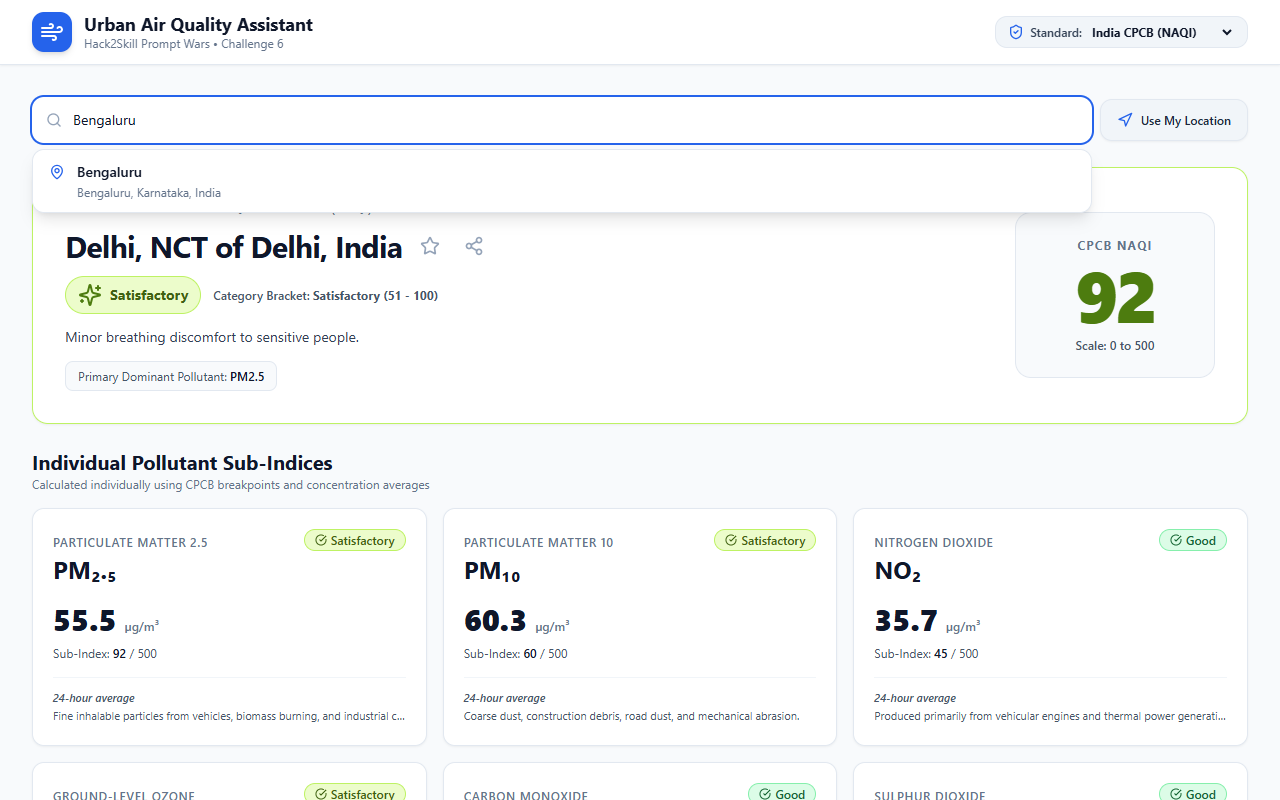 Urban Air Quality Assistant
Hack2Skill Prompt Wars • Challenge 6
Standard: India CPCB (NAQI)
Bengaluru
Use My Location
Bengaluru
Bengaluru, Karnataka, India
Delhi, NCT of Delhi, India
Satisfactory
Category Bracket: Satisfactory (51 - 100)
Minor breathing discomfort to sensitive people.
Primary Dominant Pollutant: PM2.5
CPCB NAQI
92
Scale: 0 to 500
Individual Pollutant Sub-Indices
Calculated individually using CPCB breakpoints and concentration averages
PARTICULATE MATTER 2.5
Satisfactory
PM₂.₅
55.5 µg/m³
Sub-Index: 92 / 500
24-hour average
Fine inhalable particles from vehicles, biomass burning, and industrial c...
PARTICULATE MATTER 10
Satisfactory
PM₁₀
60.3 µg/m³
Sub-Index: 60 / 500
24-hour average
Coarse dust, construction debris, road dust, and mechanical abrasion.
NITROGEN DIOXIDE
Good
NO₂
35.7 µg/m³
Sub-Index: 45 / 500
24-hour average
Produced primarily from vehicular engines and thermal power generati...
GROUND-LEVEL OZONE
Satisfactory
CARBON MONOXIDE
Good
SULPHUR DIOXIDE
Good